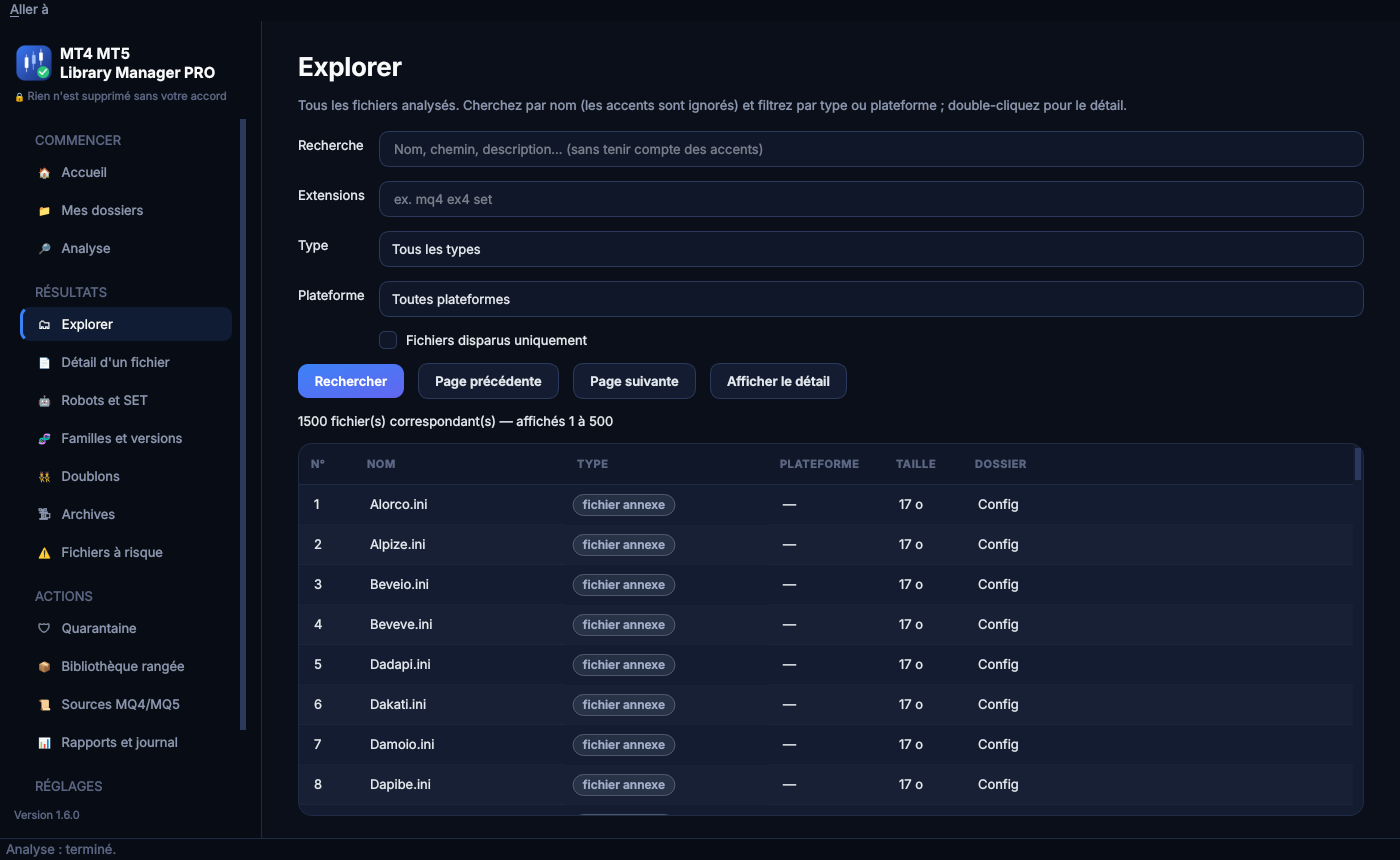 Aller à
MT4 MT5
Library Manager PRO
Rien n'est supprimé sans votre accord
COMMENCER
Accueil
Mes dossiers
Analyse
RÉSULTATS
Explorer
Détail d'un fichier
Robots et SET
Familles et versions
Doublons
Archives
Fichiers à risque
ACTIONS
Quarantaine
Bibliothèque rangée
Sources MQ4/MQ5
Rapports et journal
RÉGLAGES
Version 1.6.0
Explorer
Tous les fichiers analysés. Cherchez par nom (les accents sont ignorés) et filtrez par type ou plateforme ; double-cliquez pour le détail.
Recherche Nom, chemin, description... (sans tenir compte des accents)
Extensions ex. mq4 ex4 set
Type Tous les types
Plateforme Toutes plateformes
Fichiers disparus uniquement
Rechercher Page précédente Page suivante Afficher le détail
1500 fichier(s) correspondant(s) — affichés 1 à 500
N° NOM TYPE PLATEFORME TAILLE DOSSIER
1 Alorco.ini fichier annexe — 17 o Config
2 Alpize.ini fichier annexe — 17 o Config
3 Beveio.ini fichier annexe — 17 o Config
4 Beveve.ini fichier annexe — 17 o Config
5 Dadapi.ini fichier annexe — 17 o Config
6 Dakati.ini fichier annexe — 17 o Config
7 Damoio.ini fichier annexe — 17 o Config
8 Dapibe.ini fichier annexe — 17 o Config
Analyse : terminé.